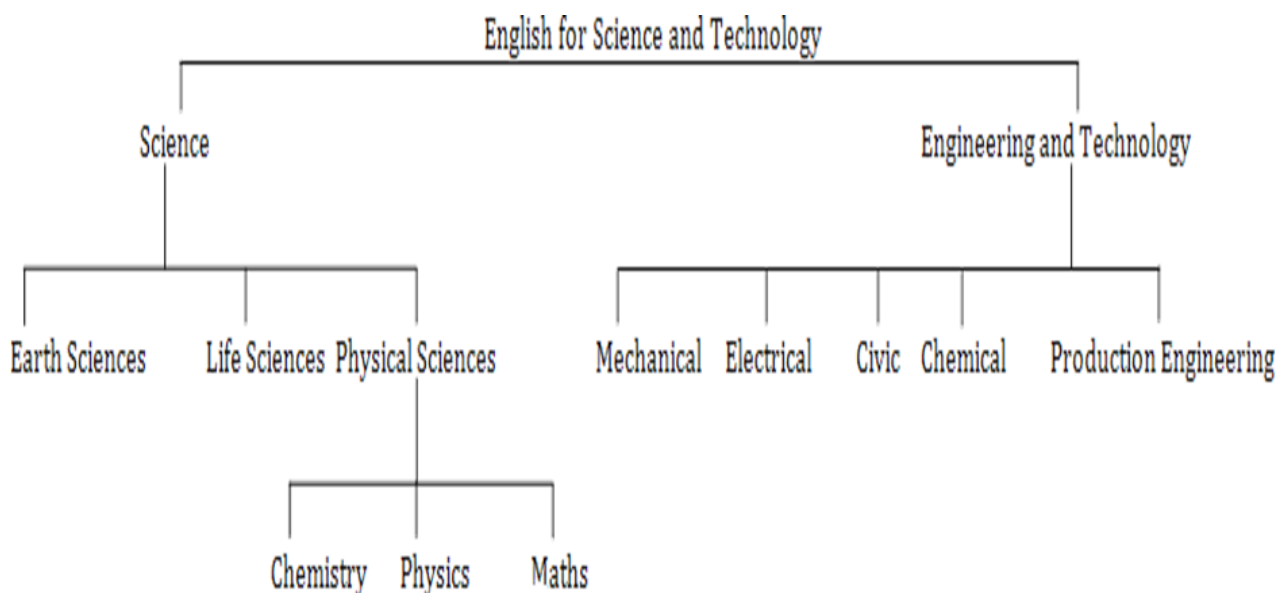 English for Science and Technology
Science Engineering and Technology
Earth Sciences Life Sciences Physical Sciences Mechanical Electrical Civic Chemical Production Engineering
Chemistry Physics Maths